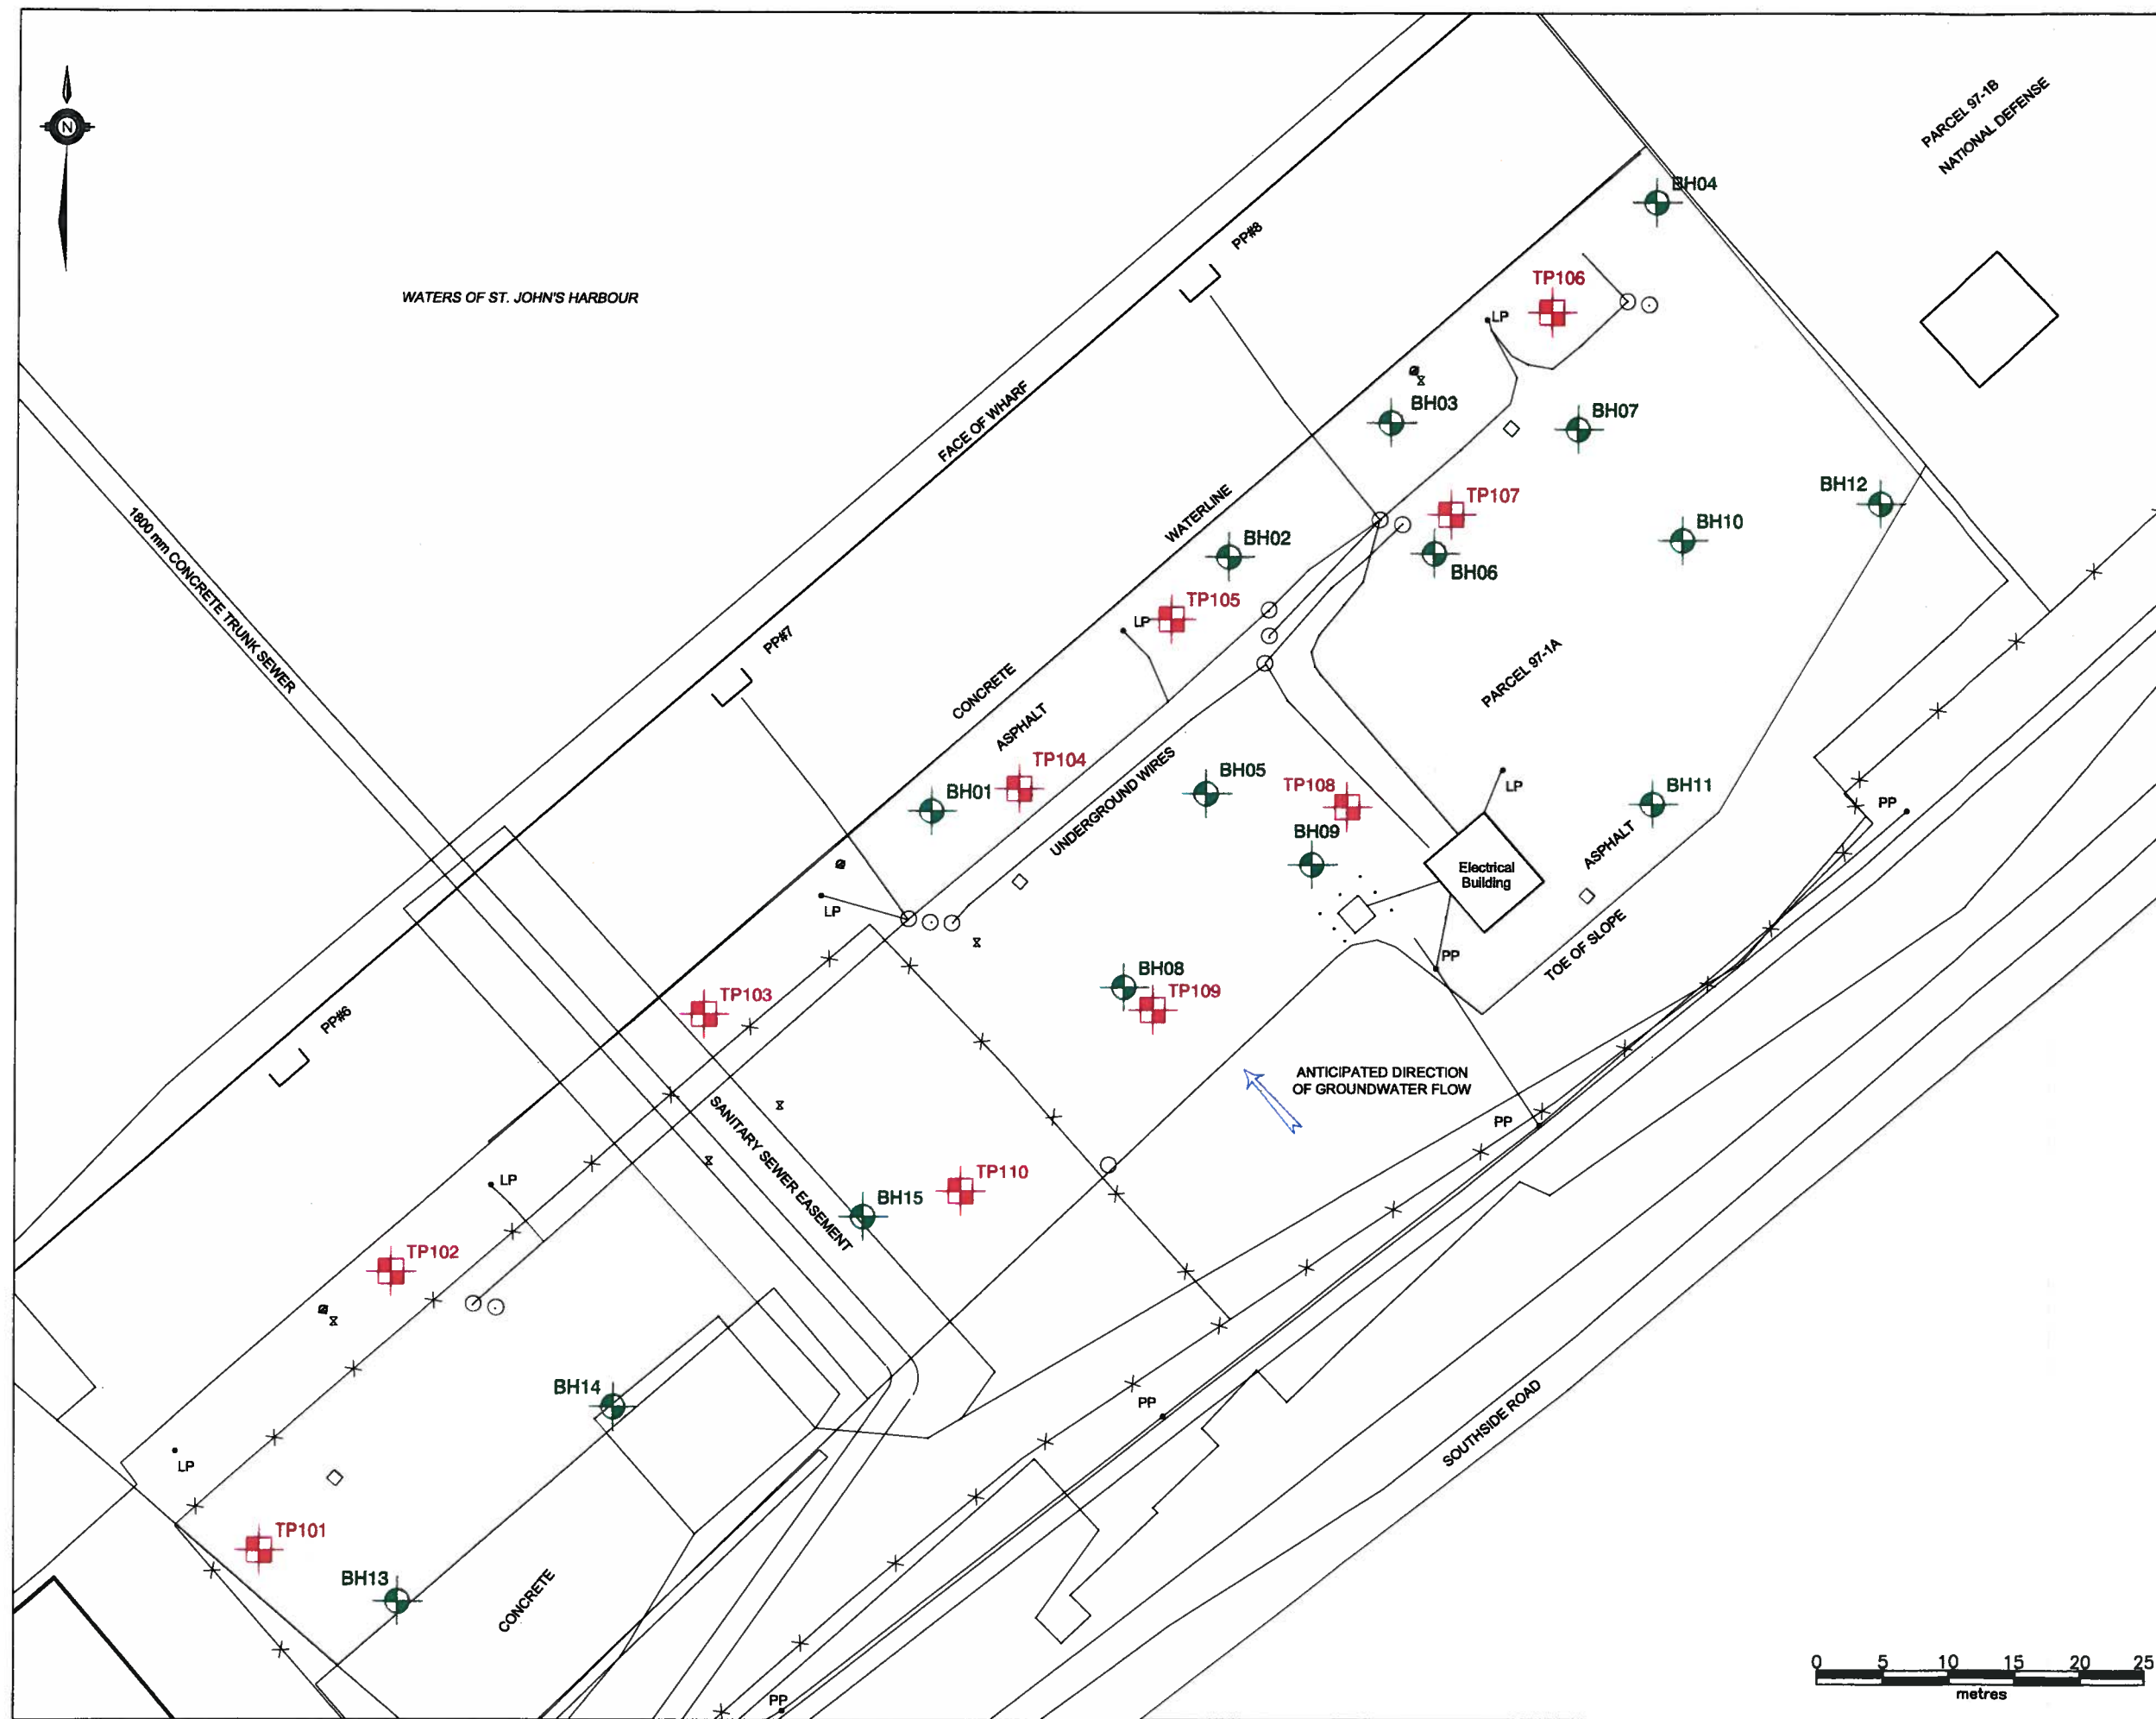 N
PARCEL 97-1B
NATIONAL DEFENSE
BH04
PP#8
TP106
LP
WATERS OF ST. JOHN'S HARBOUR
FACE OF WHARF
BH03
BH07
TP107
BH12
WATERLINE
BH02
BH10
BH06
1800 mm CONCRETE TRUNK SEWER
TP105
LP
PP#7
PARCEL 97-1A
CONCRETE
ASPHALT
TP104
BH01
UNDERGROUND WIRES
BH05
TP108
LP
BH11
PP
BH09
ASPHALT
Electrical
Building
LP
TOE OF SLOPE
PP
BH08
TP109
TP103
PP#6
ANTICIPATED DIRECTION
OF GROUNDWATER FLOW
PP
SANITARY SEWER EASEMENT
LP
TP110
BH15
TP102
BH14
PP
SOUTHSIDE ROAD
LP
TP101
BH13
CONCRETE
PP
0 5 10 15 20 25
metres